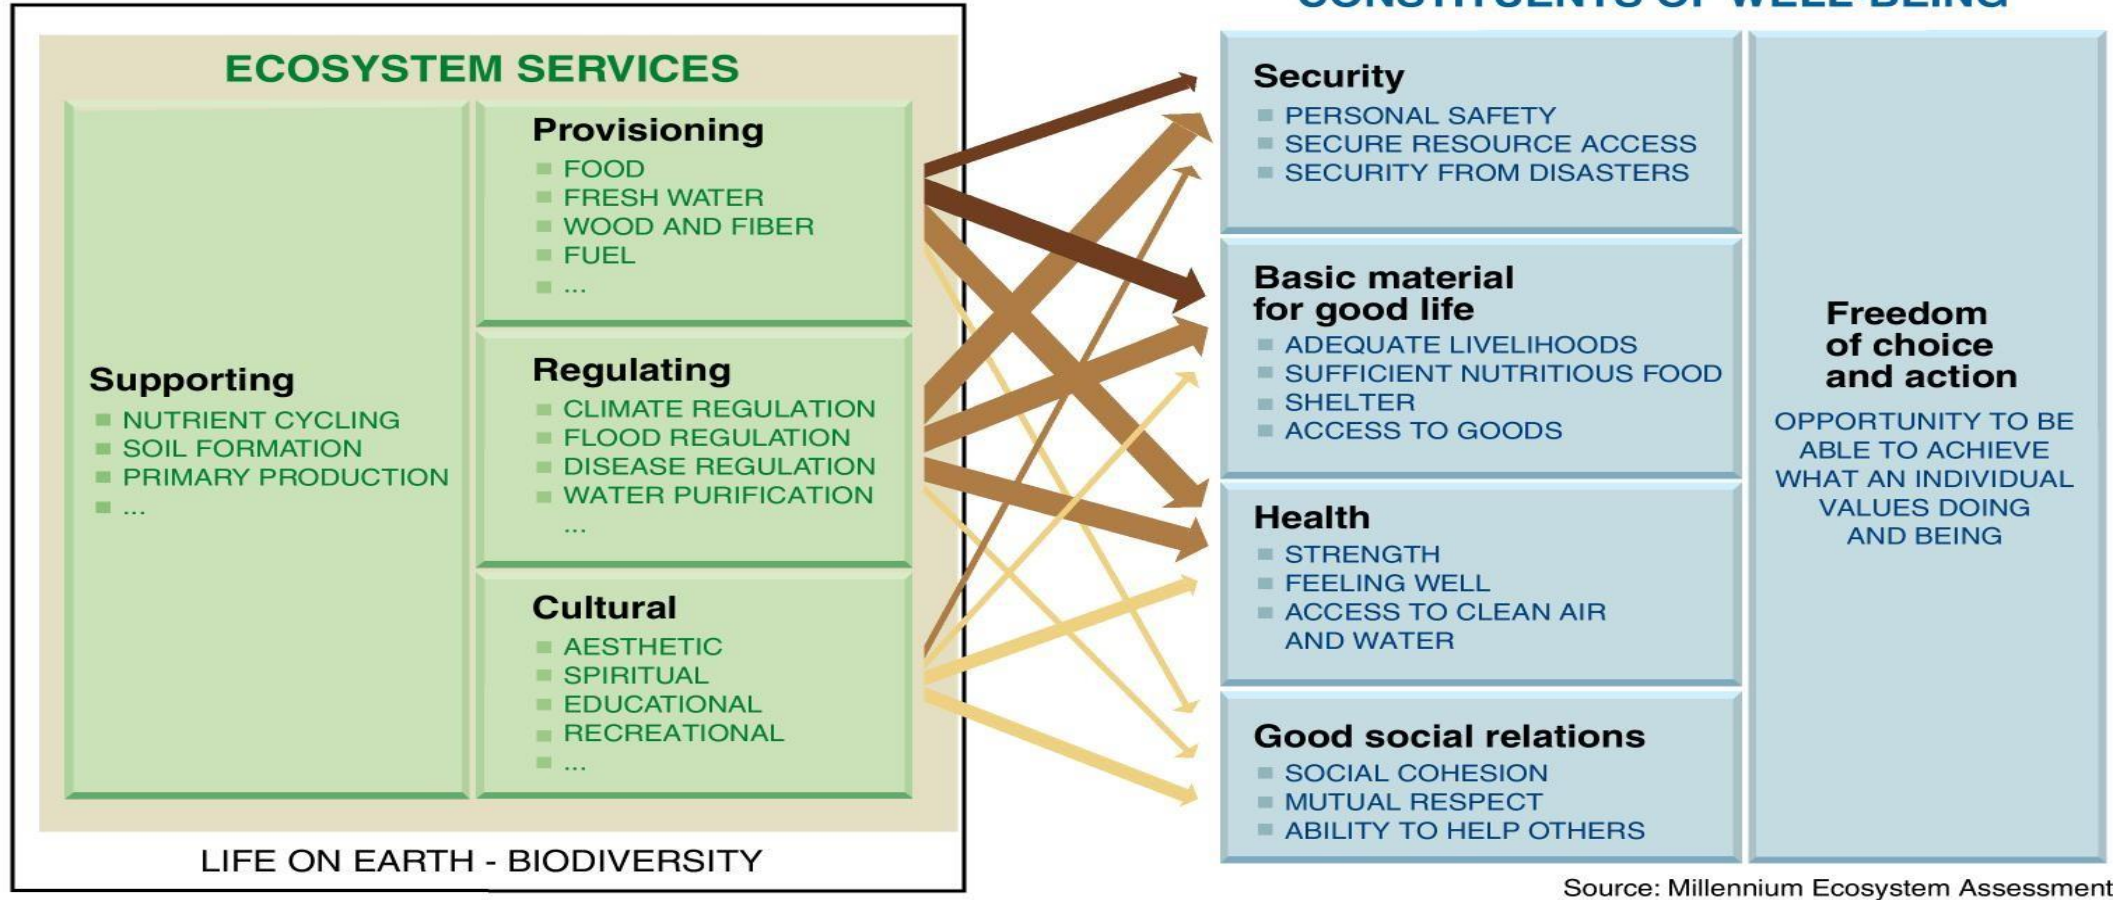 CONSTITUENTS OF WELL-BEING
ECOSYSTEM SERVICES
Supporting
NUTRIENT CYCLING
SOIL FORMATION
PRIMARY PRODUCTION
...
Provisioning
FOOD
FRESH WATER
WOOD AND FIBER
FUEL
...
Regulating
CLIMATE REGULATION
FLOOD REGULATION
DISEASE REGULATION
WATER PURIFICATION
...
Cultural
AESTHETIC
SPIRITUAL
EDUCATIONAL
RECREATIONAL
...
LIFE ON EARTH - BIODIVERSITY
Security
PERSONAL SAFETY
SECURE RESOURCE ACCESS
SECURITY FROM DISASTERS
Basic material
for good life
ADEQUATE LIVELIHOODS
SUFFICIENT NUTRITIOUS FOOD
SHELTER
ACCESS TO GOODS
Health
STRENGTH
FEELING WELL
ACCESS TO CLEAN AIR
AND WATER
Good social relations
SOCIAL COHESION
MUTUAL RESPECT
ABILITY TO HELP OTHERS
Freedom
of choice
and action
OPPORTUNITY TO BE
ABLE TO ACHIEVE
WHAT AN INDIVIDUAL
VALUES DOING
AND BEING
Source: Millennium Ecosystem Assessment